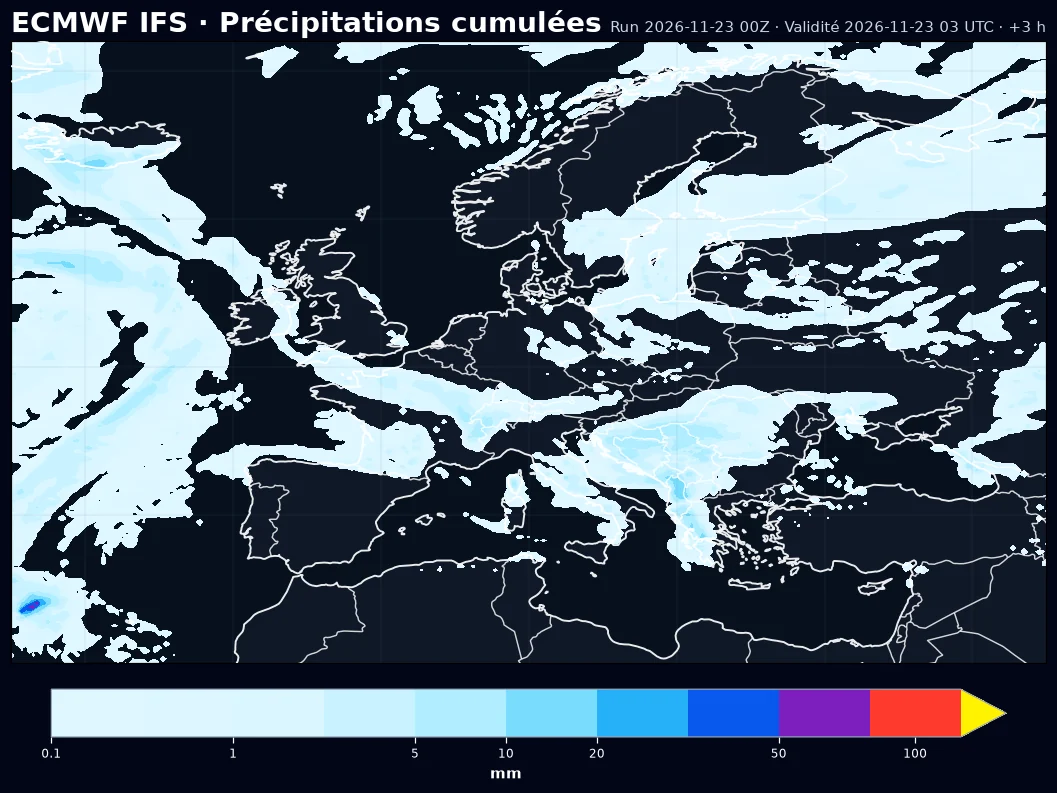 ECMWF IFS · Précipitations cumulées Run 2026-11-23 00Z · Validité 2026-11-23 03 UTC · +3 h
0.1 1 5 10 20 50 100
mm